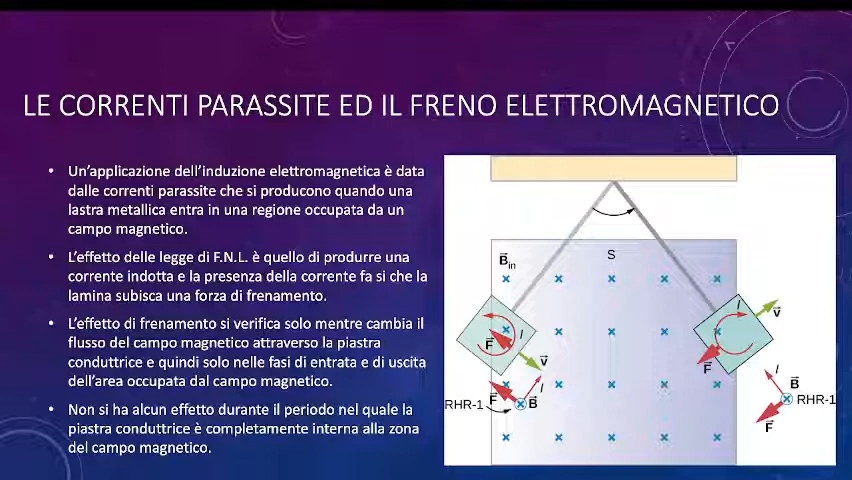 LE CORRENTI PARASSITE ED IL FRENO ELETTROMAGNETICO
• Un'applicazione dell'induzione elettromagnetica è data
dalle correnti parassite che si producono quando una
lastra metallica entra in una regione occupata da un
campo magnetico.
• L'effetto delle legge di F.N.L. è quello di produrre una
corrente indotta e la presenza della corrente fa si che la
lamina subisca una forza di frenamento.
• L'effetto di frenamento si verifica solo mentre cambia il
flusso del campo magnetico attraverso la piastra
conduttrice e quindi solo nelle fasi di entrata e di uscita
dell'area occupata dal campo magnetico.
• Non si ha alcun effetto durante il periodo nel quale la
piastra conduttrice è completamente interna alla zona
del campo magnetico.
S
B⃗in
I
F⃗
v⃗
I
F⃗
B⃗
RHR-1
I
v⃗
F⃗
I
B⃗
RHR-1
F⃗